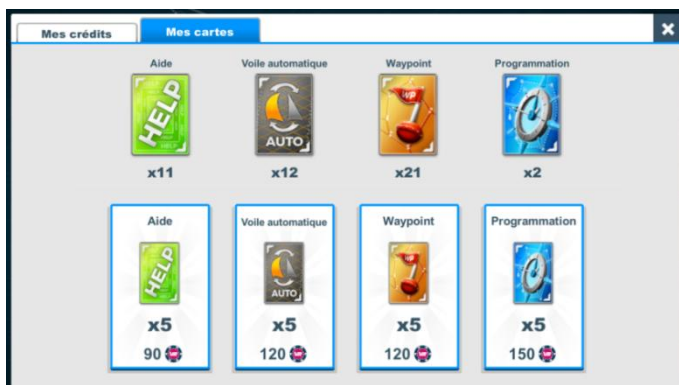 Mes crédits
Mes cartes
Aide
Voile automatique
Waypoint
Programmation
HELP
AUTO
WP
x11
x12
x21
x2
Aide
Voile automatique
Waypoint
Programmation
HELP
AUTO
WP
x5
x5
x5
x5
90
120
120
150